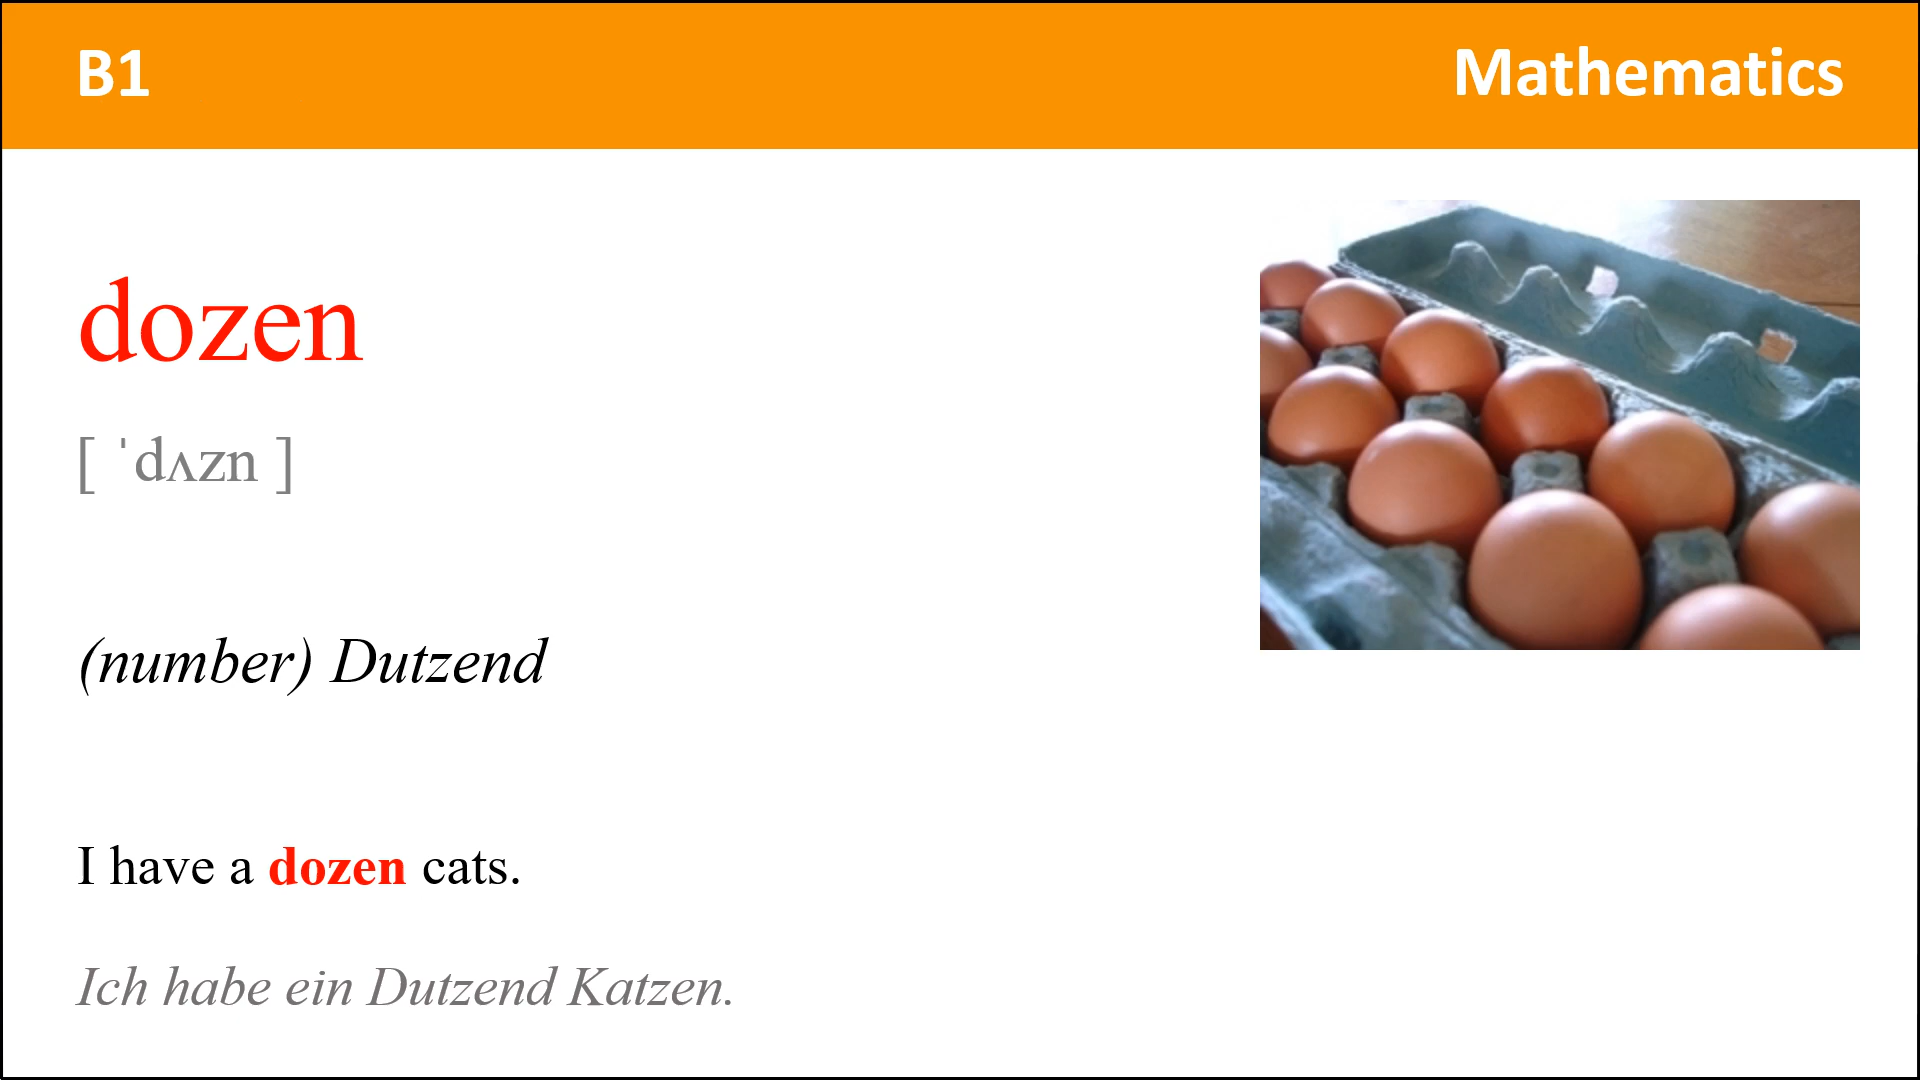 B1
Mathematics
dozen
[ ˈdʌzn ]
(number) Dutzend
I have a dozen cats.
Ich habe ein Dutzend Katzen.